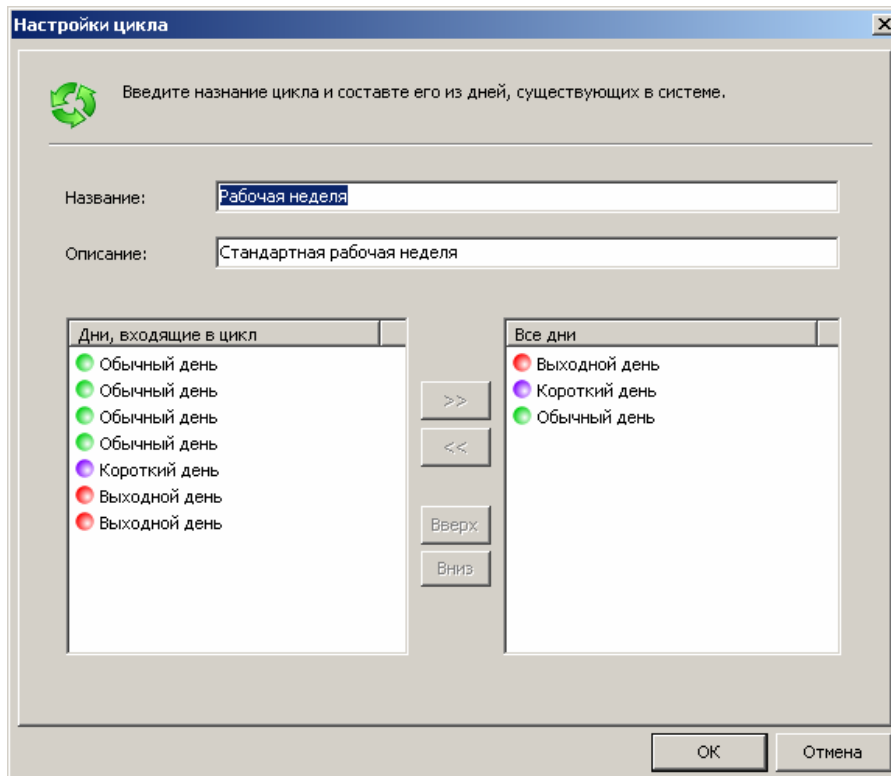 Настройки цикла
Введите назнание цикла и составте его из дней, существующих в системе.
Название:
Рабочая неделя
Описание:
Стандартная рабочая неделя
Дни, входящие в цикл
Обычный день
Обычный день
Обычный день
Обычный день
Короткий день
Выходной день
Выходной день
>>
<<
Вверх
Вниз
Все дни
Выходной день
Короткий день
Обычный день
ОК
Отмена